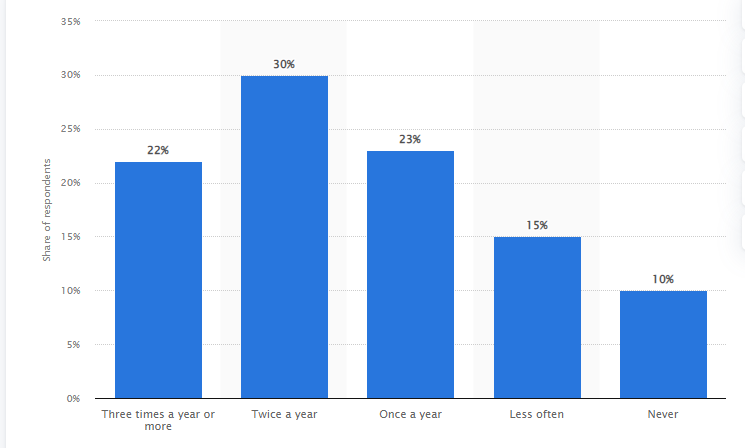 35%
30%
25%
20%
15%
10%
5%
0%
Share of respondents
22%
30%
23%
15%
10%
Three times a year or
more
Twice a year
Once a year
Less often
Never